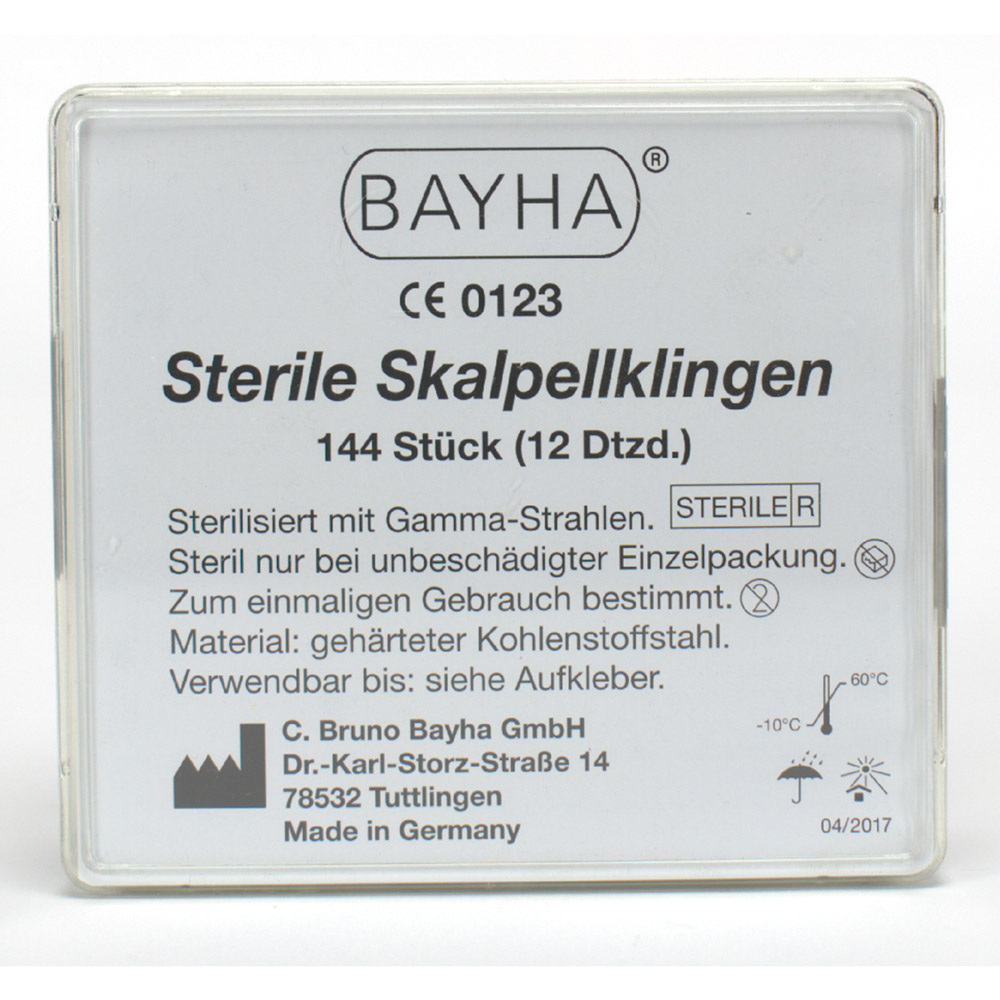 BAYHA®
CE 0123
Sterile Skalpellklingen
144 Stück (12 Dtzd.)
Sterilisiert mit Gamma-Strahlen. STERILE R
Steril nur bei unbeschädigter Einzelpackung.
Zum einmaligen Gebrauch bestimmt. 2
Material: gehärteter Kohlenstoffstahl.
Verwendbar bis: siehe Aufkleber.
60°C
-10°C
C. Bruno Bayha GmbH
Dr.-Karl-Storz-Straße 14
78532 Tuttlingen
Made in Germany
04/2017